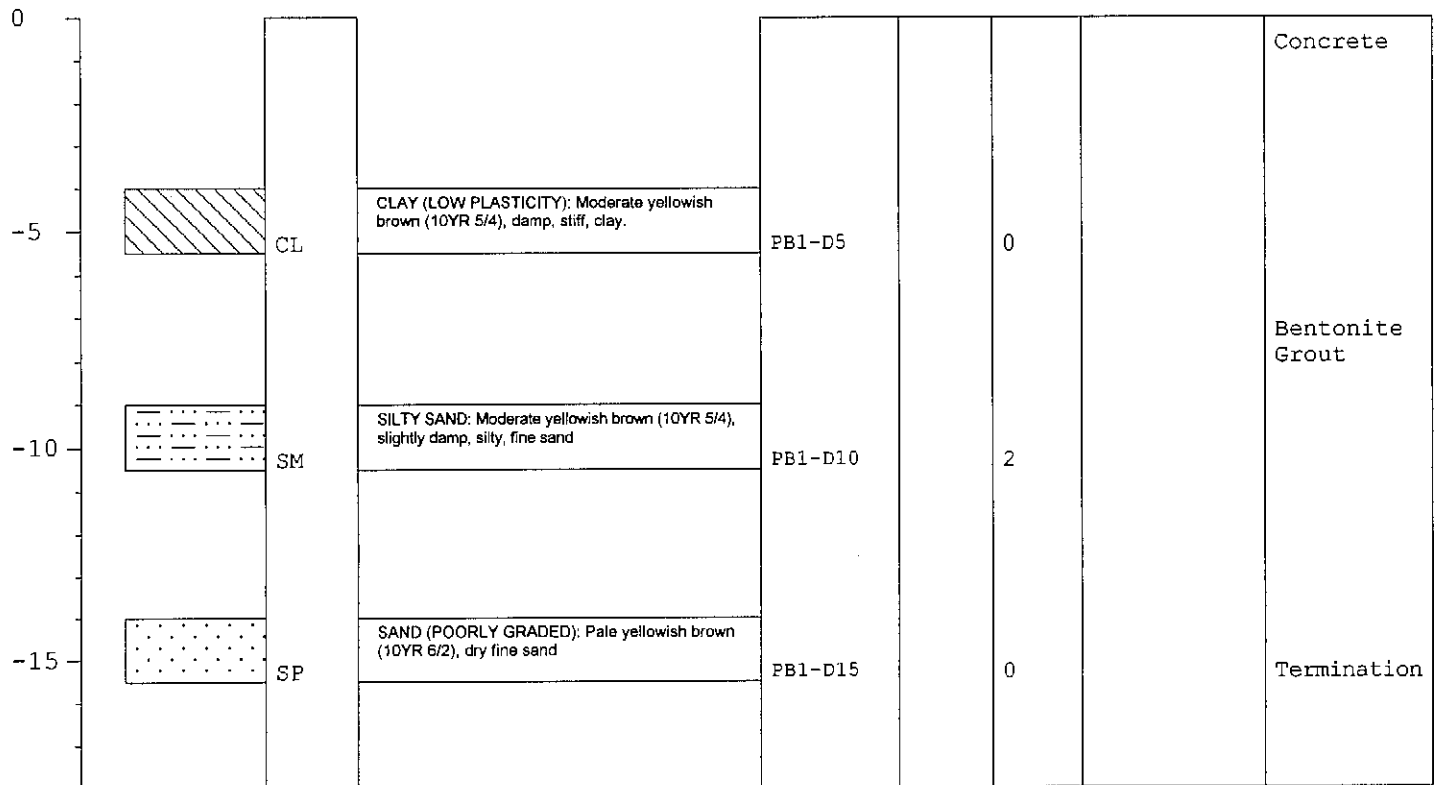 0
Concrete
CLAY (LOW PLASTICITY): Moderate yellowish
brown (10YR 5/4), damp, stiff, clay.
-5
CL
PB1-D5
0
Bentonite
Grout
SILTY SAND: Moderate yellowish brown (10YR 5/4),
slightly damp, silty, fine sand
-10
SM
PB1-D10
2
SAND (POORLY GRADED): Pale yellowish brown
(10YR 6/2), dry fine sand
-15
SP
PB1-D15
0
Termination